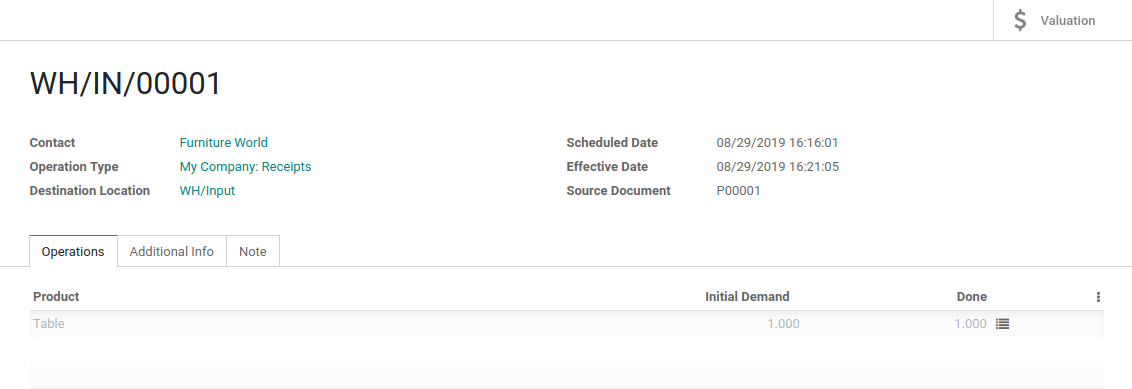 Valuation
WH/IN/00001
Contact Furniture World Scheduled Date 08/29/2019 16:16:01
Operation Type My Company: Receipts Effective Date 08/29/2019 16:21:05
Destination Location WH/Input Source Document P00001
Operations Additional Info Note
Product Initial Demand Done
Table 1.000 1.000